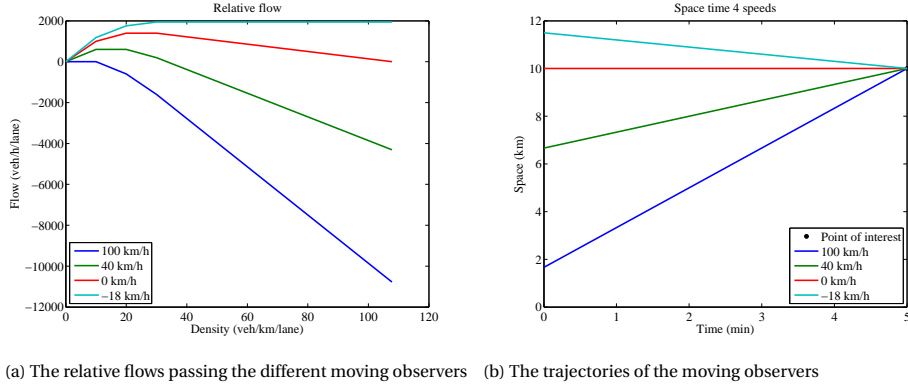 Relative flow
2000
0
−2000
−4000
−6000
−8000
−10000
−12000
Flow (veh/h/lane)
100 km/h
40 km/h
0 km/h
−18 km/h
0 20 40 60 80 100 120
Density (veh/km/lane)
Space time 4 speeds
12
10
8
6
4
2
0
Space (km)
Point of interest
100 km/h
40 km/h
0 km/h
−18 km/h
0 1 2 3 4 5
Time (min)
(a) The relative flows passing the different moving observers
(b) The trajectories of the moving observers